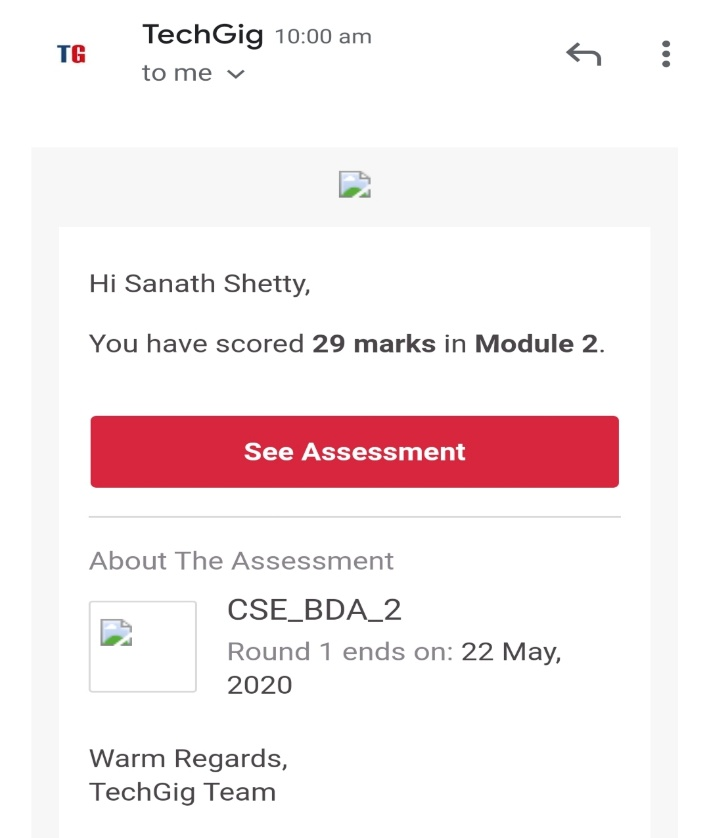 TG
TechGig 10:00 am
to me
Hi Sanath Shetty,
You have scored 29 marks in Module 2.
See Assessment
About The Assessment
CSE_BDA_2
Round 1 ends on: 22 May,
2020
Warm Regards,
TechGig Team